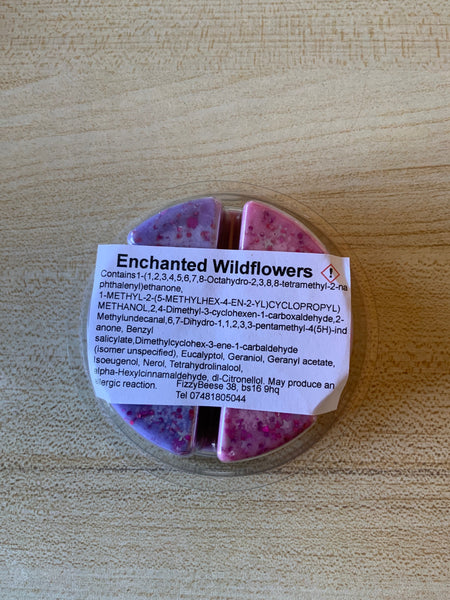 Enchanted Wildflowers
Contains1-(1,2,3,4,5,6,7,8-Octahydro-2,3,8,8-tetramethyl-2-na
phthalenyl)ethanone,
1-METHYL-2-(5-METHYLHEX-4-EN-2-YL)CYCLOPROPYL)
METHANOL,2,4-Dimethyl-3-cyclohexen-1-carboxaldehyde,2-
Methylundecanal,6,7-Dihydro-1,1,2,3,3-pentamethyl-4(5H)-ind
anone, Benzyl
salicylate,Dimethylcyclohex-3-ene-1-carbaldehyde
(isomer unspecified), Eucalyptol, Geraniol, Geranyl acetate,
Isoeugenol, Nerol, Tetrahydrolinalool,
alpha-Hexylcinnamaldehyde, dl-Citronellol. May produce an
allergic reaction. FizzyBeese 38, bs16 9hq
Tel 07481805044